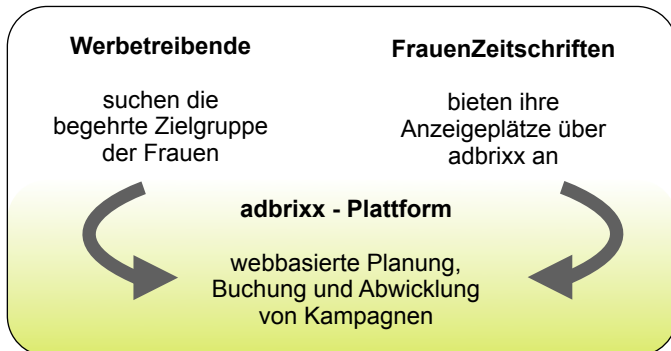 Werbetreibende
suchen die
begehrte Zielgruppe
der Frauen
FrauenZeitschriften
bieten ihre
Anzeigeplätze über
adbrixx an
adbrixx - Plattform
webbasierte Planung,
Buchung und Abwicklung
von Kampagnen